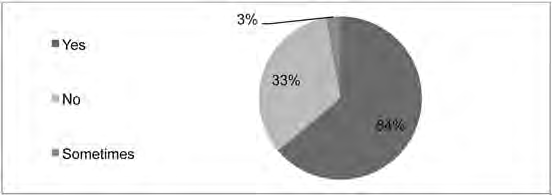 3%
Yes
33%
No
84%
Sometimes